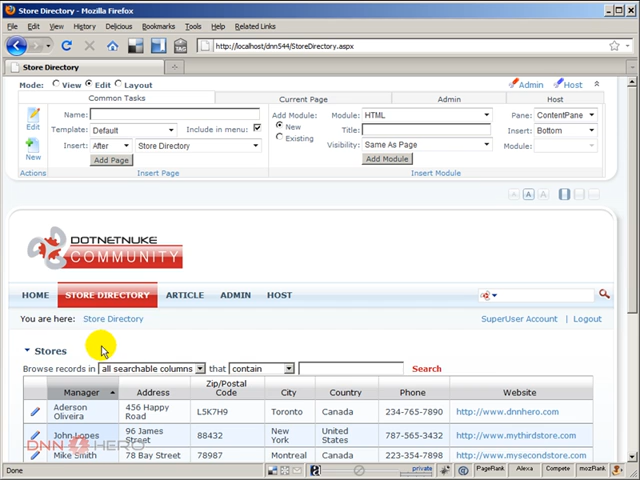 Store Directory - Mozilla Firefox
File Edit View History Delicious Bookmarks Tools Help Related Links
TAG
http://localhost/dnn544/StoreDirectory.aspx
Store Directory
Mode: View Edit Layout
Admin Host
Common Tasks Current Page Admin Host
Edit
New
Actions
Name:
Template: Default Include in menu:
Insert: After Store Directory
Add Page
Insert Page
Add Module: New Existing
Module: HTML
Title:
Visibility: Same As Page
Add Module
Insert Module
Pane: ContentPane
Insert: Bottom
Module:
A A A
DOTNETNUKE
COMMUNITY
HOME STORE DIRECTORY ARTICLE ADMIN HOST
You are here: Store Directory
SuperUser Account | Logout
Stores
Browse records in all searchable columns that contain Search
Manager Address Zip/Postal Code City Country Phone Website
Aderson Oliveira 456 Happy Road L5K7H9 Toronto Canada 234-765-7890 http://www.dnnhero.com
John Lopes 96 James Street 88432 New York United States 787-565-3432 http://www.mythirdstore.com
Mike Smith 78 Bay Street 78987 Montreal Canada 223-354-7898 http://www.mysecondstore.com
DNN HERO
Done
private PageRank Alexa Compete mozRank